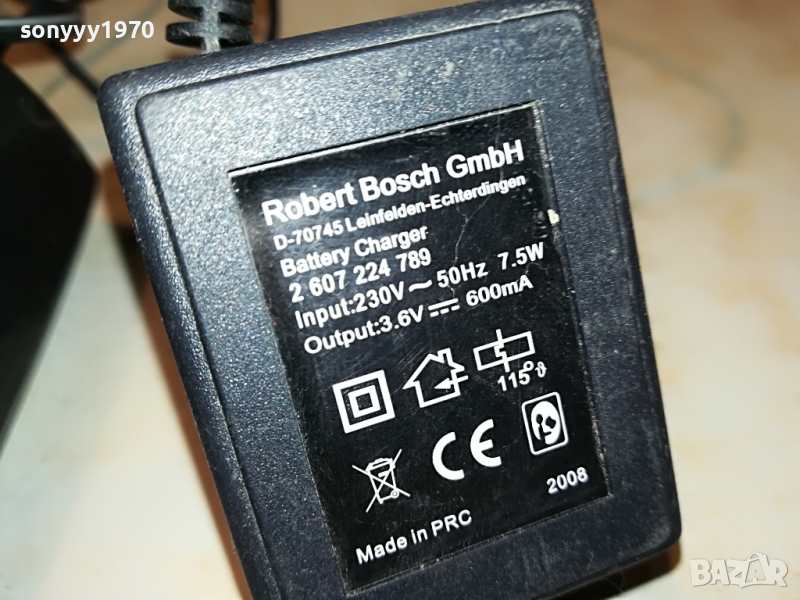 sonyyy1970
Robert Bosch GmbH
D-70745 Leinfelden-Echterdingen
Battery Charger
2 607 224 789
Input:230V ~ 50Hz 7.5W
Output:3.6V ⎓ 600mA
115°ϑ
CE
2008
Made in PRC
BAZAR